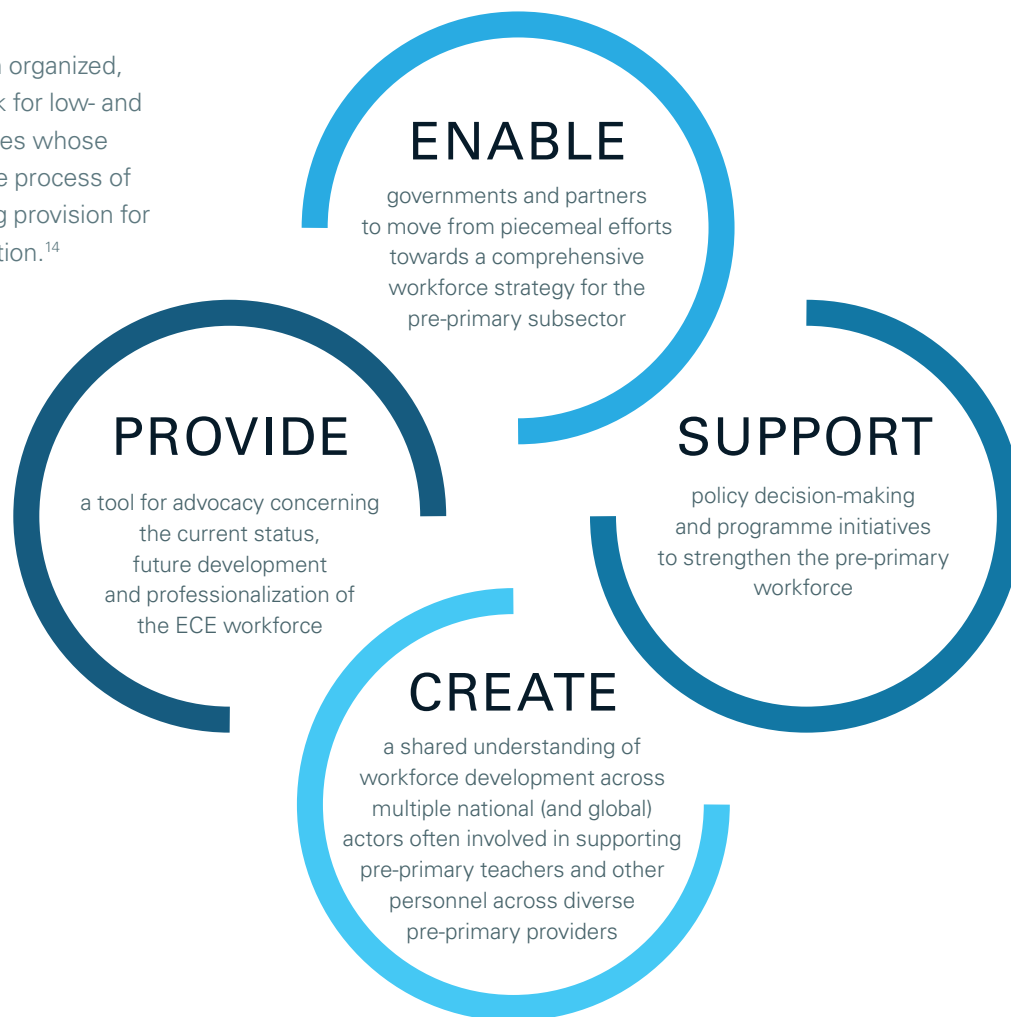 organized,
for low- and
whose
process of
provision for
14
ENABLE
governments and partners
to move from piecemeal efforts
towards a comprehensive
workforce strategy for the
pre-primary subsector
PROVIDE
a tool for advocacy concerning
the current status,
future development
and professionalization of
the ECE workforce
SUPPORT
policy decision-making
and programme initiatives
to strengthen the pre-primary
workforce
CREATE
a shared understanding of
workforce development across
multiple national (and global)
actors often involved in supporting
pre-primary teachers and other
personnel across diverse
pre-primary providers